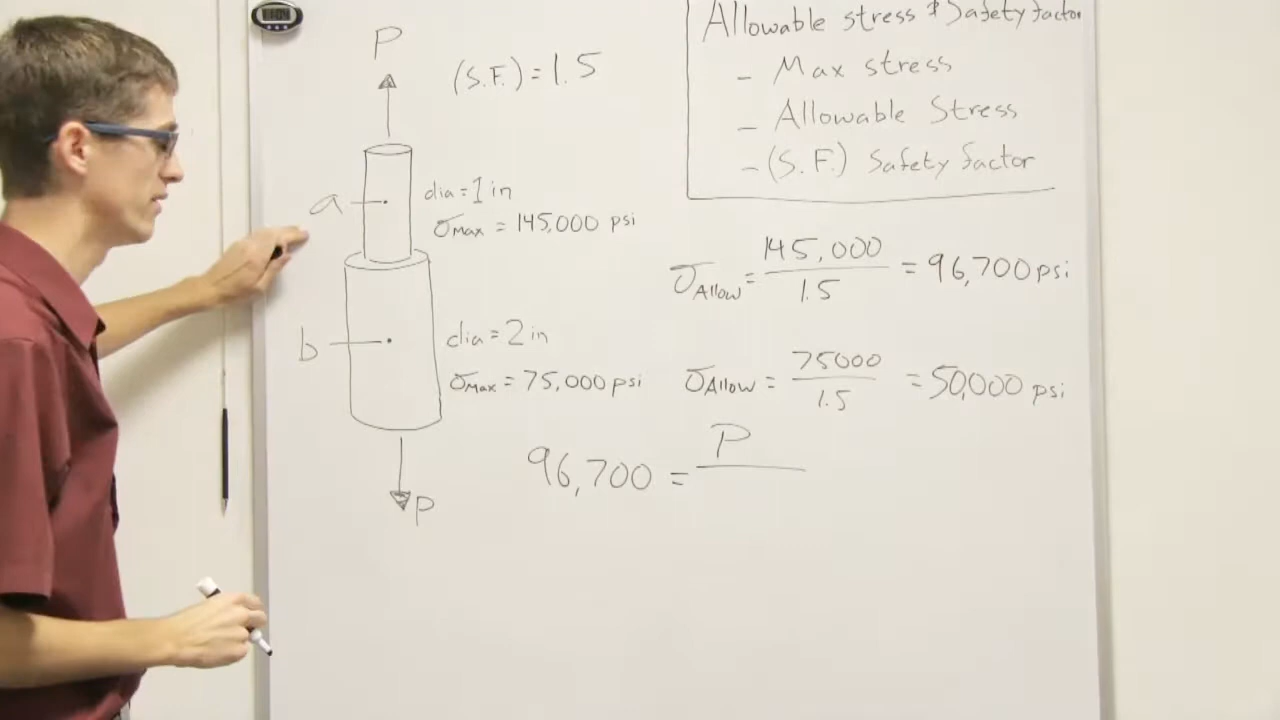 11:04
P
(S.F.) = 1.5
Allowable stress & Safety factor
- Max stress
- Allowable Stress
- (S.F.) Safety factor
a
dia = 1 in
σMax = 145,000 psi
σAllow = 145,000 / 1.5 = 96,700 psi
b
dia = 2 in
σMax = 75,000 psi
σAllow = 75000 / 1.5 = 50,000 psi
96,700 = P
P